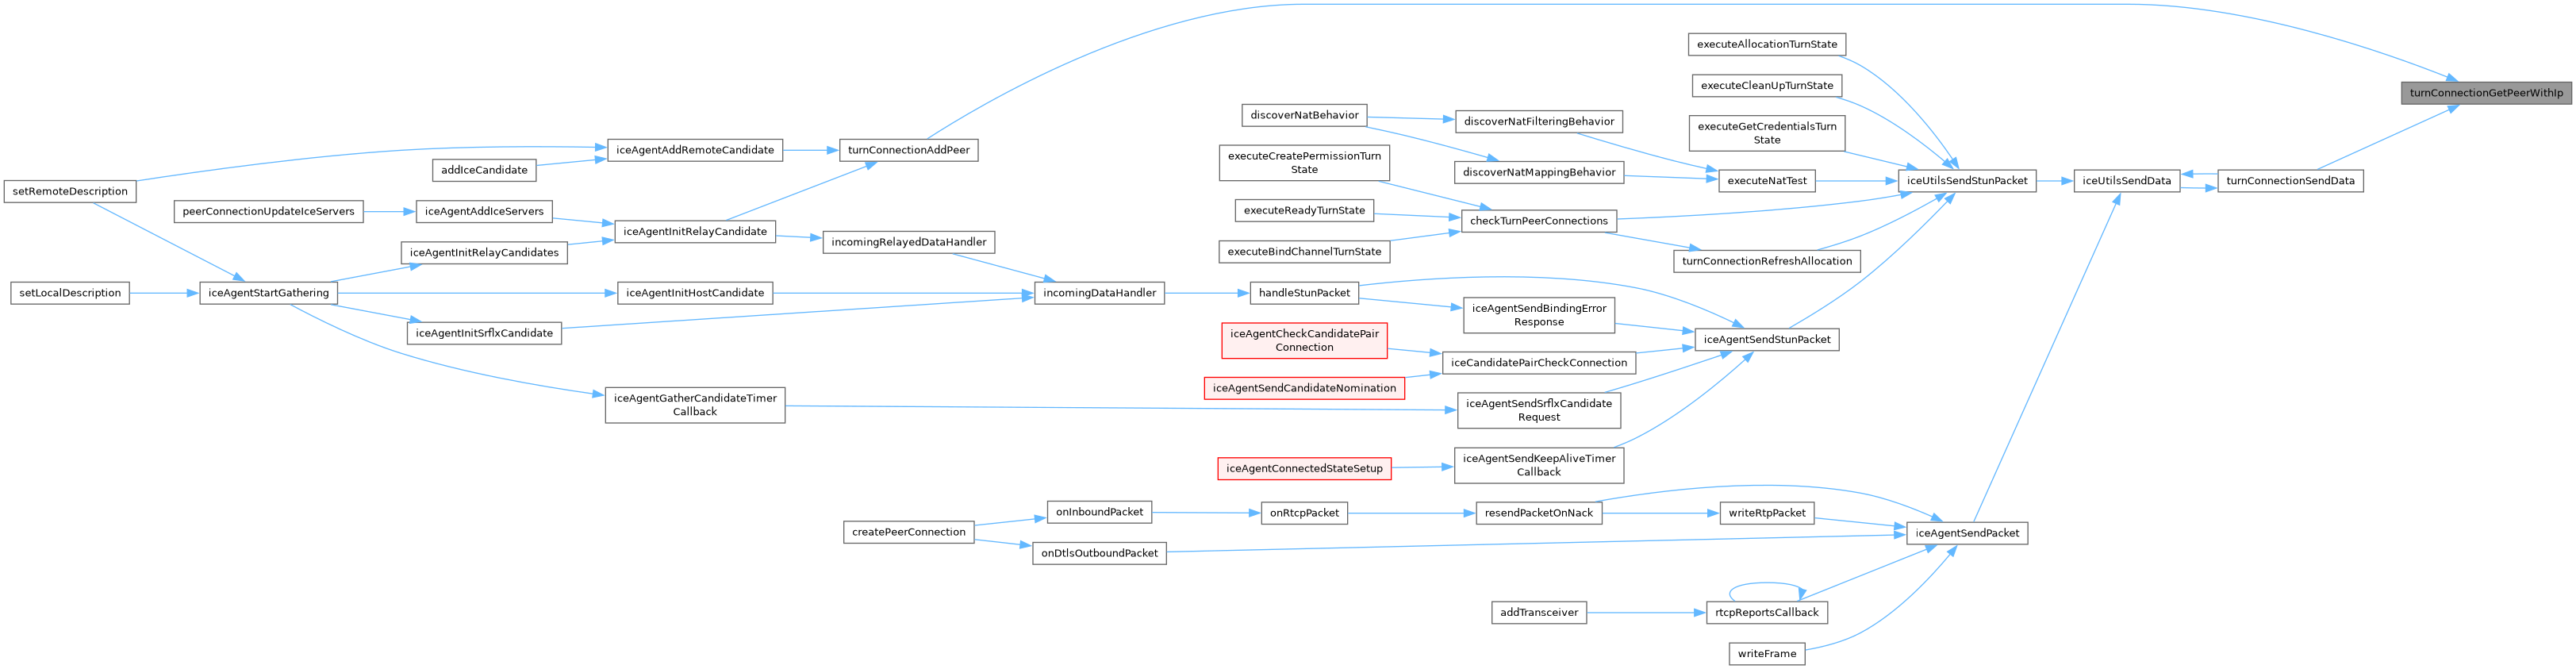 executeAllocationTurnState
executeCleanUpTurnState
turnConnectionGetPeerWithIp
discoverNatBehavior
discoverNatFilteringBehavior
executeGetCredentialsTurn
State
iceAgentAddRemoteCandidate
turnConnectionAddPeer
executeCreatePermissionTurn
State
addIceCandidate
discoverNatMappingBehavior
executeNatTest
iceUtilsSendStunPacket
iceUtilsSendData
turnConnectionSendData
setRemoteDescription
peerConnectionUpdateIceServers
iceAgentAddIceServers
executeReadyTurnState
checkTurnPeerConnections
iceAgentInitRelayCandidate
incomingRelayedDataHandler
iceAgentInitRelayCandidates
executeBindChannelTurnState
turnConnectionRefreshAllocation
setLocalDescription
iceAgentStartGathering
iceAgentInitHostCandidate
incomingDataHandler
handleStunPacket
iceAgentSendBindingError
Response
iceAgentInitSrflxCandidate
iceAgentCheckCandidatePair
Connection
iceAgentSendStunPacket
iceCandidatePairCheckConnection
iceAgentSendCandidateNomination
iceAgentGatherCandidateTimer
Callback
iceAgentSendSrflxCandidate
Request
iceAgentConnectedStateSetup
iceAgentSendKeepAliveTimer
Callback
onInboundPacket
onRtcpPacket
resendPacketOnNack
writeRtpPacket
createPeerConnection
iceAgentSendPacket
onDtlsOutboundPacket
addTransceiver
rtcpReportsCallback
writeFrame